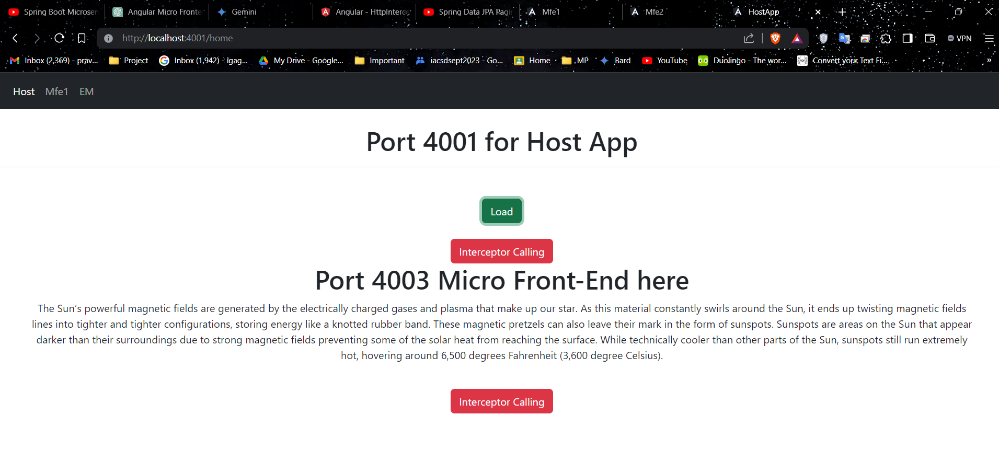 Spring Boot Microser
Angular Micro Fronte
Gemini
Angular - HttpInterce
Spring Data JPA Pagi
Mfe1
Mfe2
HostApp
http://localhost:4001/home
VPN
Inbox (2,369) - prav...
Project
Inbox (1,942) - igag...
My Drive - Google...
Important
iacsdsept2023 - Go...
Home
MP
Bard
YouTube
Duolingo - The wor...
Convert your Text Fi...
»
Host Mfe1 EM
Port 4001 for Host App
Load
Interceptor Calling
Port 4003 Micro Front-End here
The Sun’s powerful magnetic fields are generated by the electrically charged gases and plasma that make up our star. As this material constantly swirls around the Sun, it ends up twisting magnetic fields
lines into tighter and tighter configurations, storing energy like a knotted rubber band. These magnetic pretzels can also leave their mark in the form of sunspots. Sunspots are areas on the Sun that appear
darker than their surroundings due to strong magnetic fields preventing some of the solar heat from reaching the surface. While technically cooler than other parts of the Sun, sunspots still run extremely
hot, hovering around 6,500 degrees Fahrenheit (3,600 degree Celsius).
Interceptor Calling